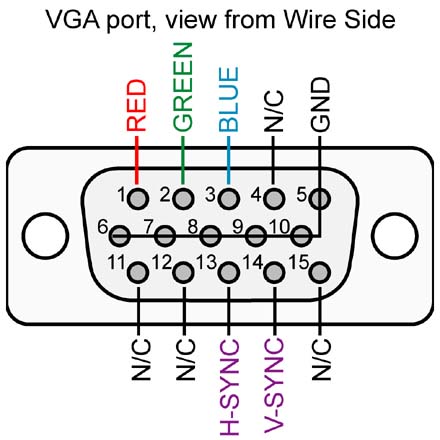 VGA port, view from Wire Side
RED
GREEN
BLUE
N/C
GND
1
2
3
4
5
6
7
8
9
10
11
12
13
14
15
N/C
N/C
H-SYNC
V-SYNC
N/C